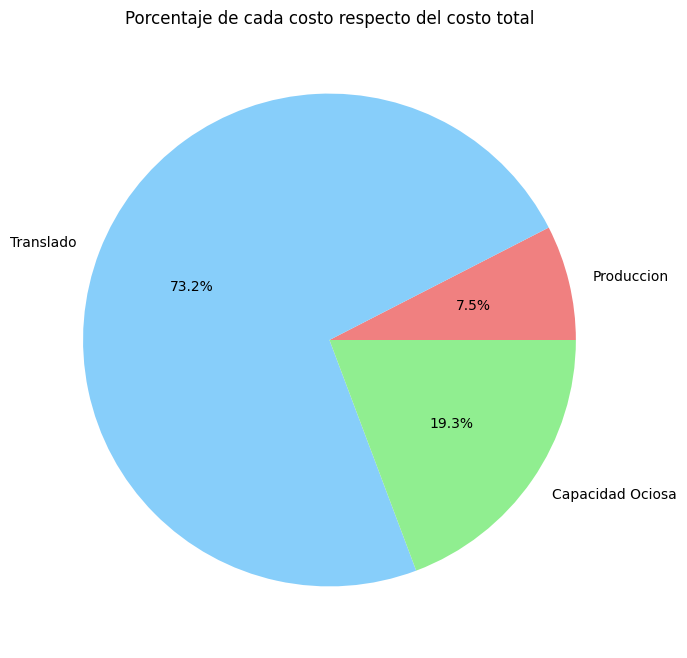 Porcentaje de cada costo respecto del costo total
Translado
73.2%
Produccion
7.5%
19.3%
Capacidad Ociosa